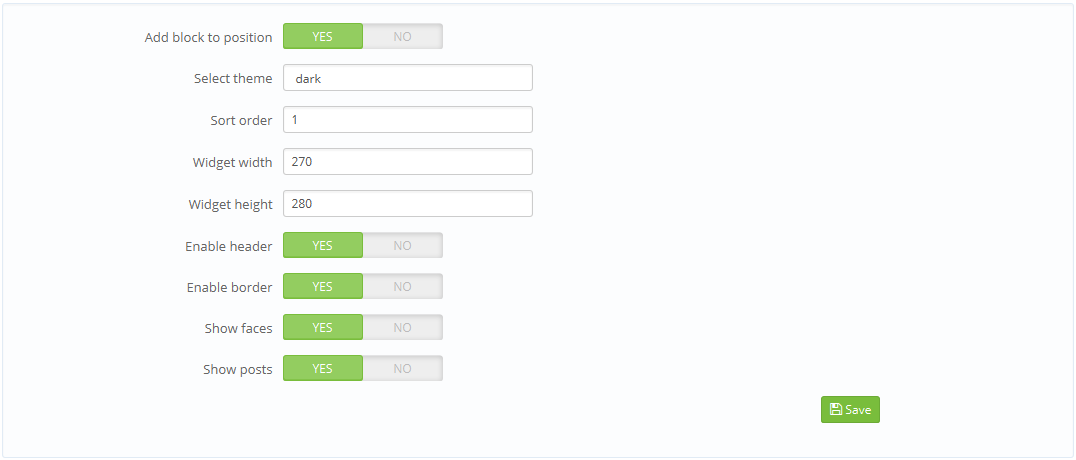 Add block to position YES NO
Select theme dark
Sort order 1
Widget width 270
Widget height 280
Enable header YES NO
Enable border YES NO
Show faces YES NO
Show posts YES NO
Save